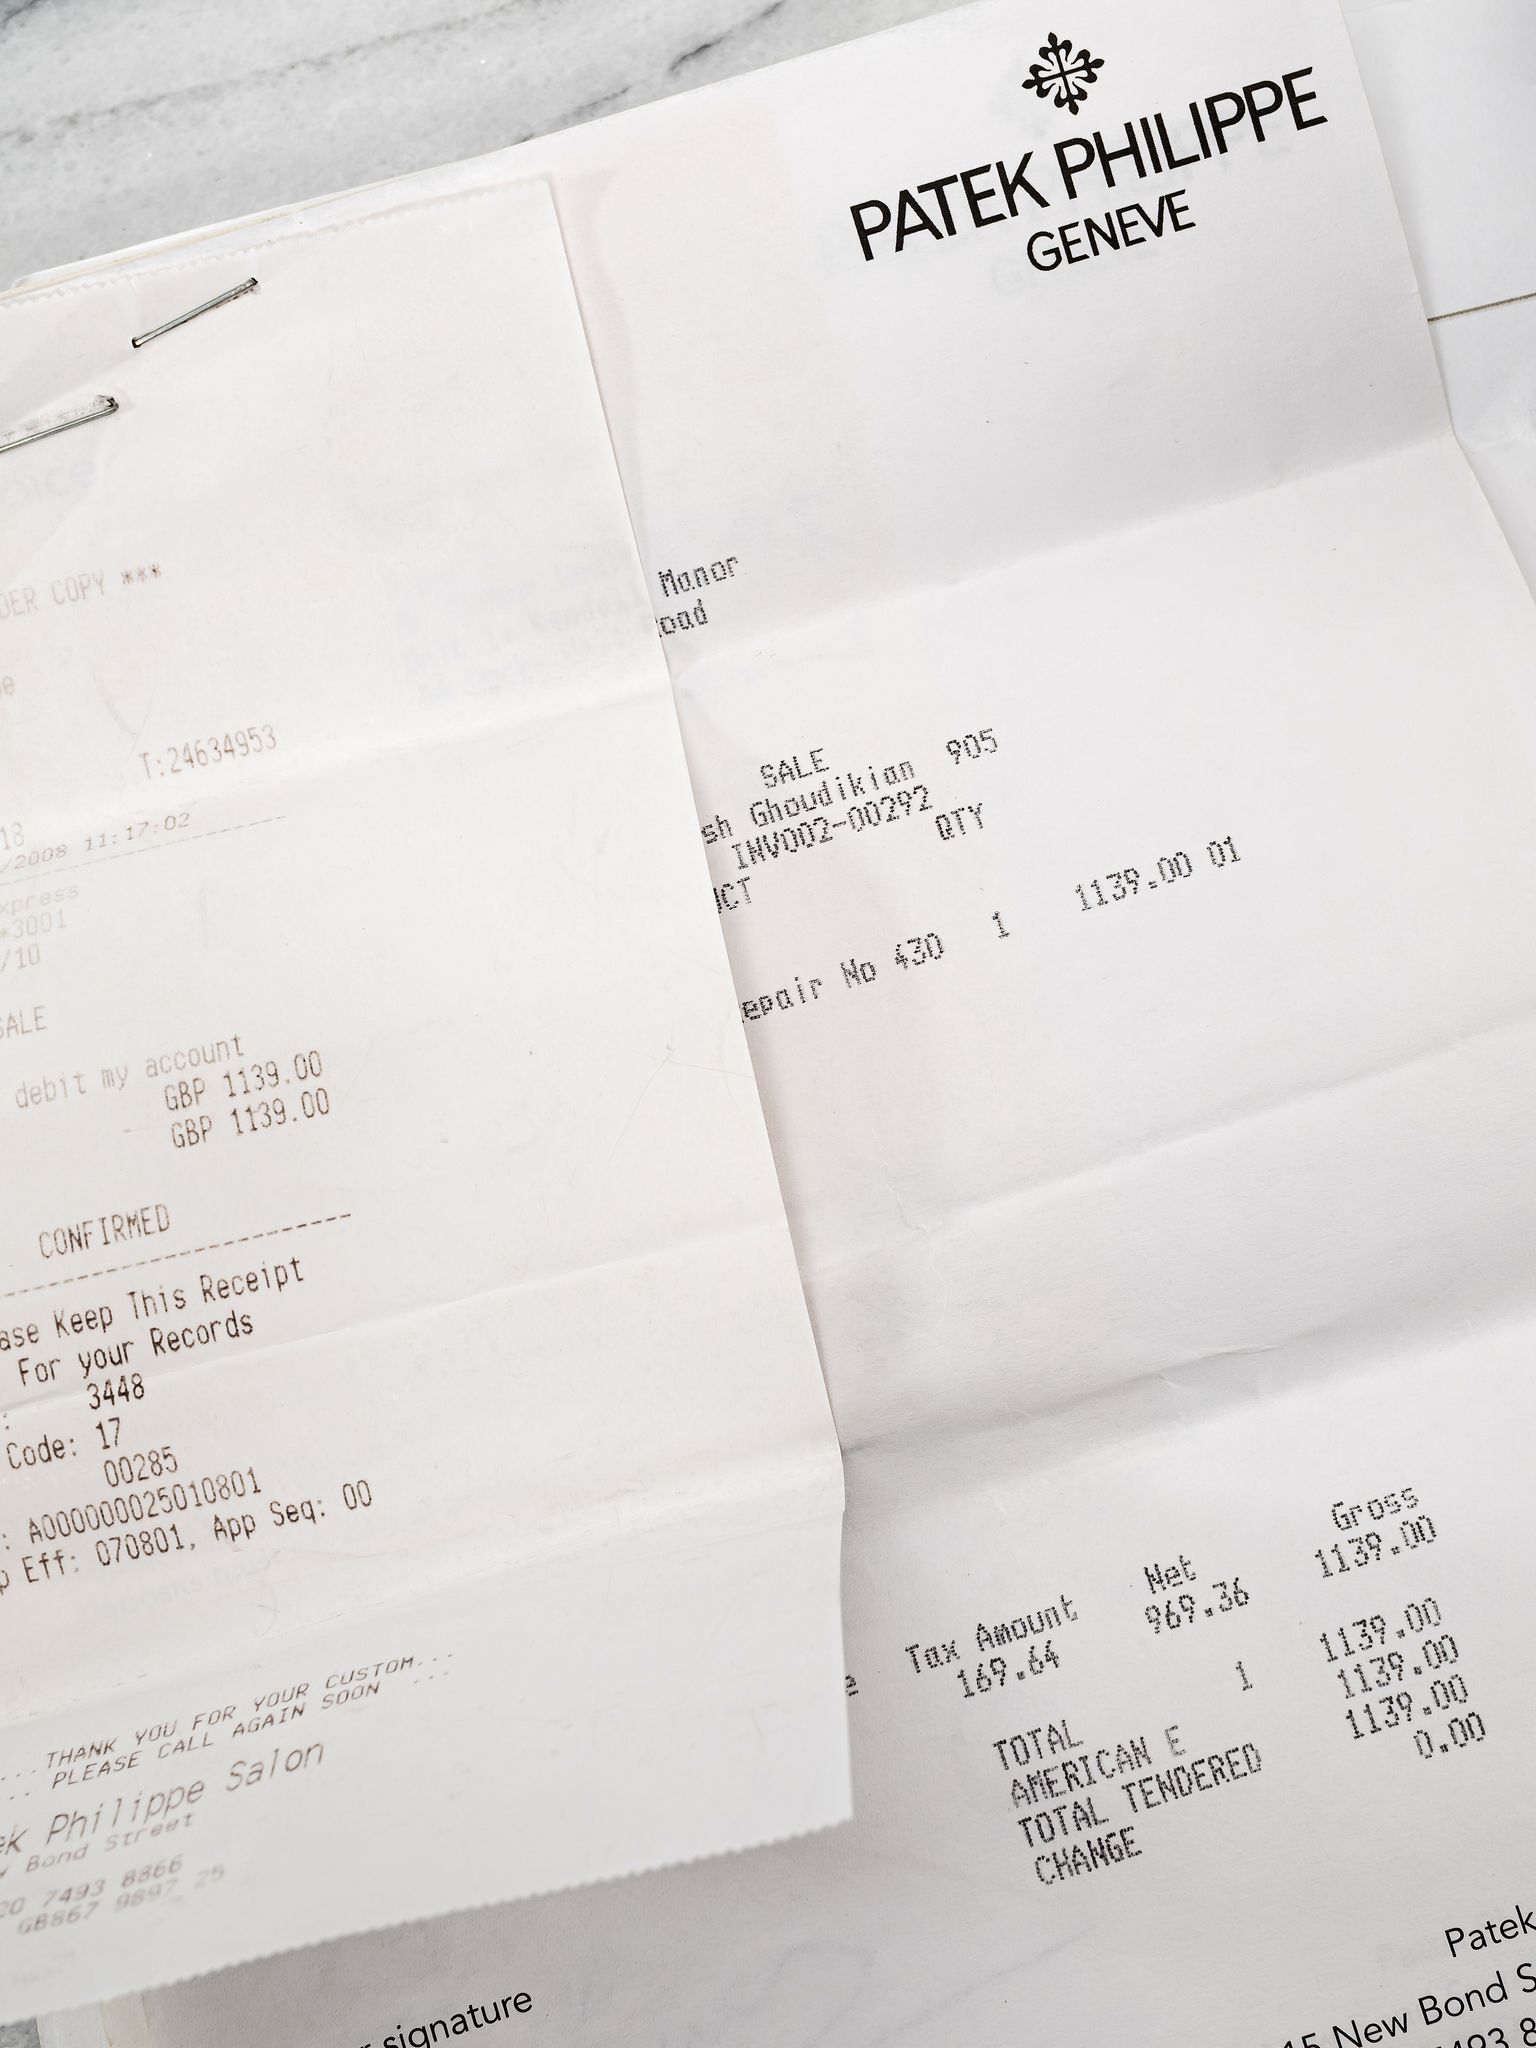 PATEK PHILIPPE
GENEVE
DER COPY ***
T:24634953
18
/2008 11:17:02
xpress
*3001
/10
SALE
debit my account
GBP 1139.00
GBP 1139.00
CONFIRMED
ase Keep This Receipt
For your Records
: 3448
Code: 17
00285
: A000000025010801
p Eff: 070801, App Seq: 00
...THANK YOU FOR YOUR CUSTOM...
... PLEASE CALL AGAIN SOON ...
ek Philippe Salon
w Bond Street
20 7493 8866
GB867 9897 25
Manor
oad
SALE
sh Ghoudikian 905
INV002-00292
CT QTY
epair No 430 1 1139.00 01
Tax Amount Net Gross
e 169.64 969.36 1139.00
TOTAL 1 1139.00
AMERICAN E 1139.00
TOTAL TENDERED 1139.00
CHANGE 0.00
r signature
Patek
15 New Bond S
493 8